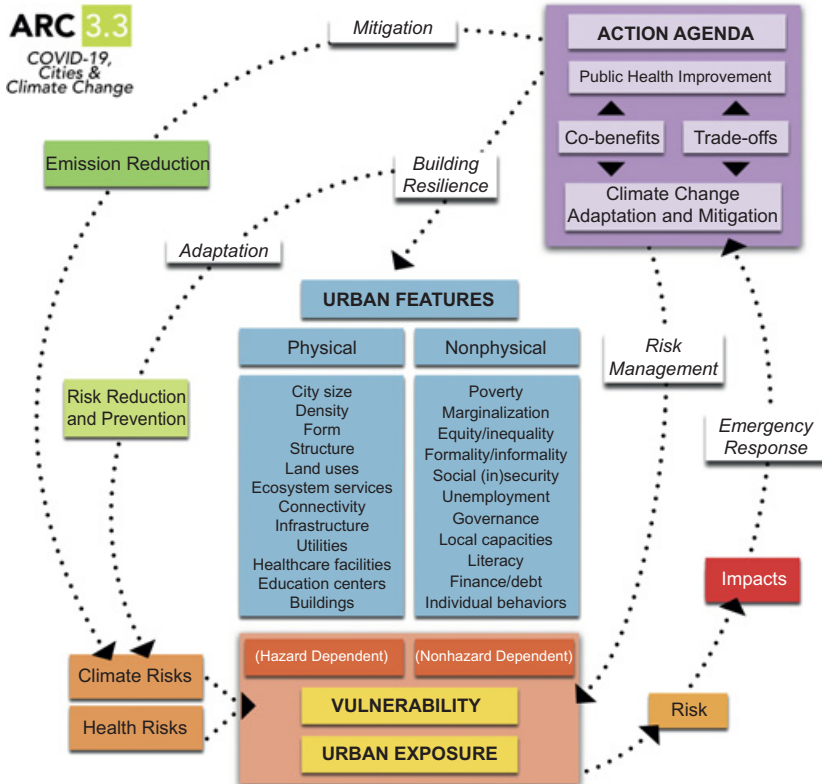 ARC 3.3
COVID-19,
Cities &
Climate Change
Mitigation
ACTION AGENDA
Public Health Improvement
Co-benefits
Trade-offs
Climate Change
Adaptation and Mitigation
Emission Reduction
Building
Resilience
Adaptation
URBAN FEATURES
Physical
Nonphysical
City size
Density
Form
Structure
Land uses
Ecosystem services
Connectivity
Infrastructure
Utilities
Healthcare facilities
Education centers
Buildings
Poverty
Marginalization
Equity/inequality
Formality/informality
Social (in)security
Unemployment
Governance
Local capacities
Literacy
Finance/debt
Individual behaviors
Risk
Management
Risk Reduction
and Prevention
Emergency
Response
Impacts
(Hazard Dependent)
(Nonhazard Dependent)
Climate Risks
Health Risks
VULNERABILITY
URBAN EXPOSURE
Risk